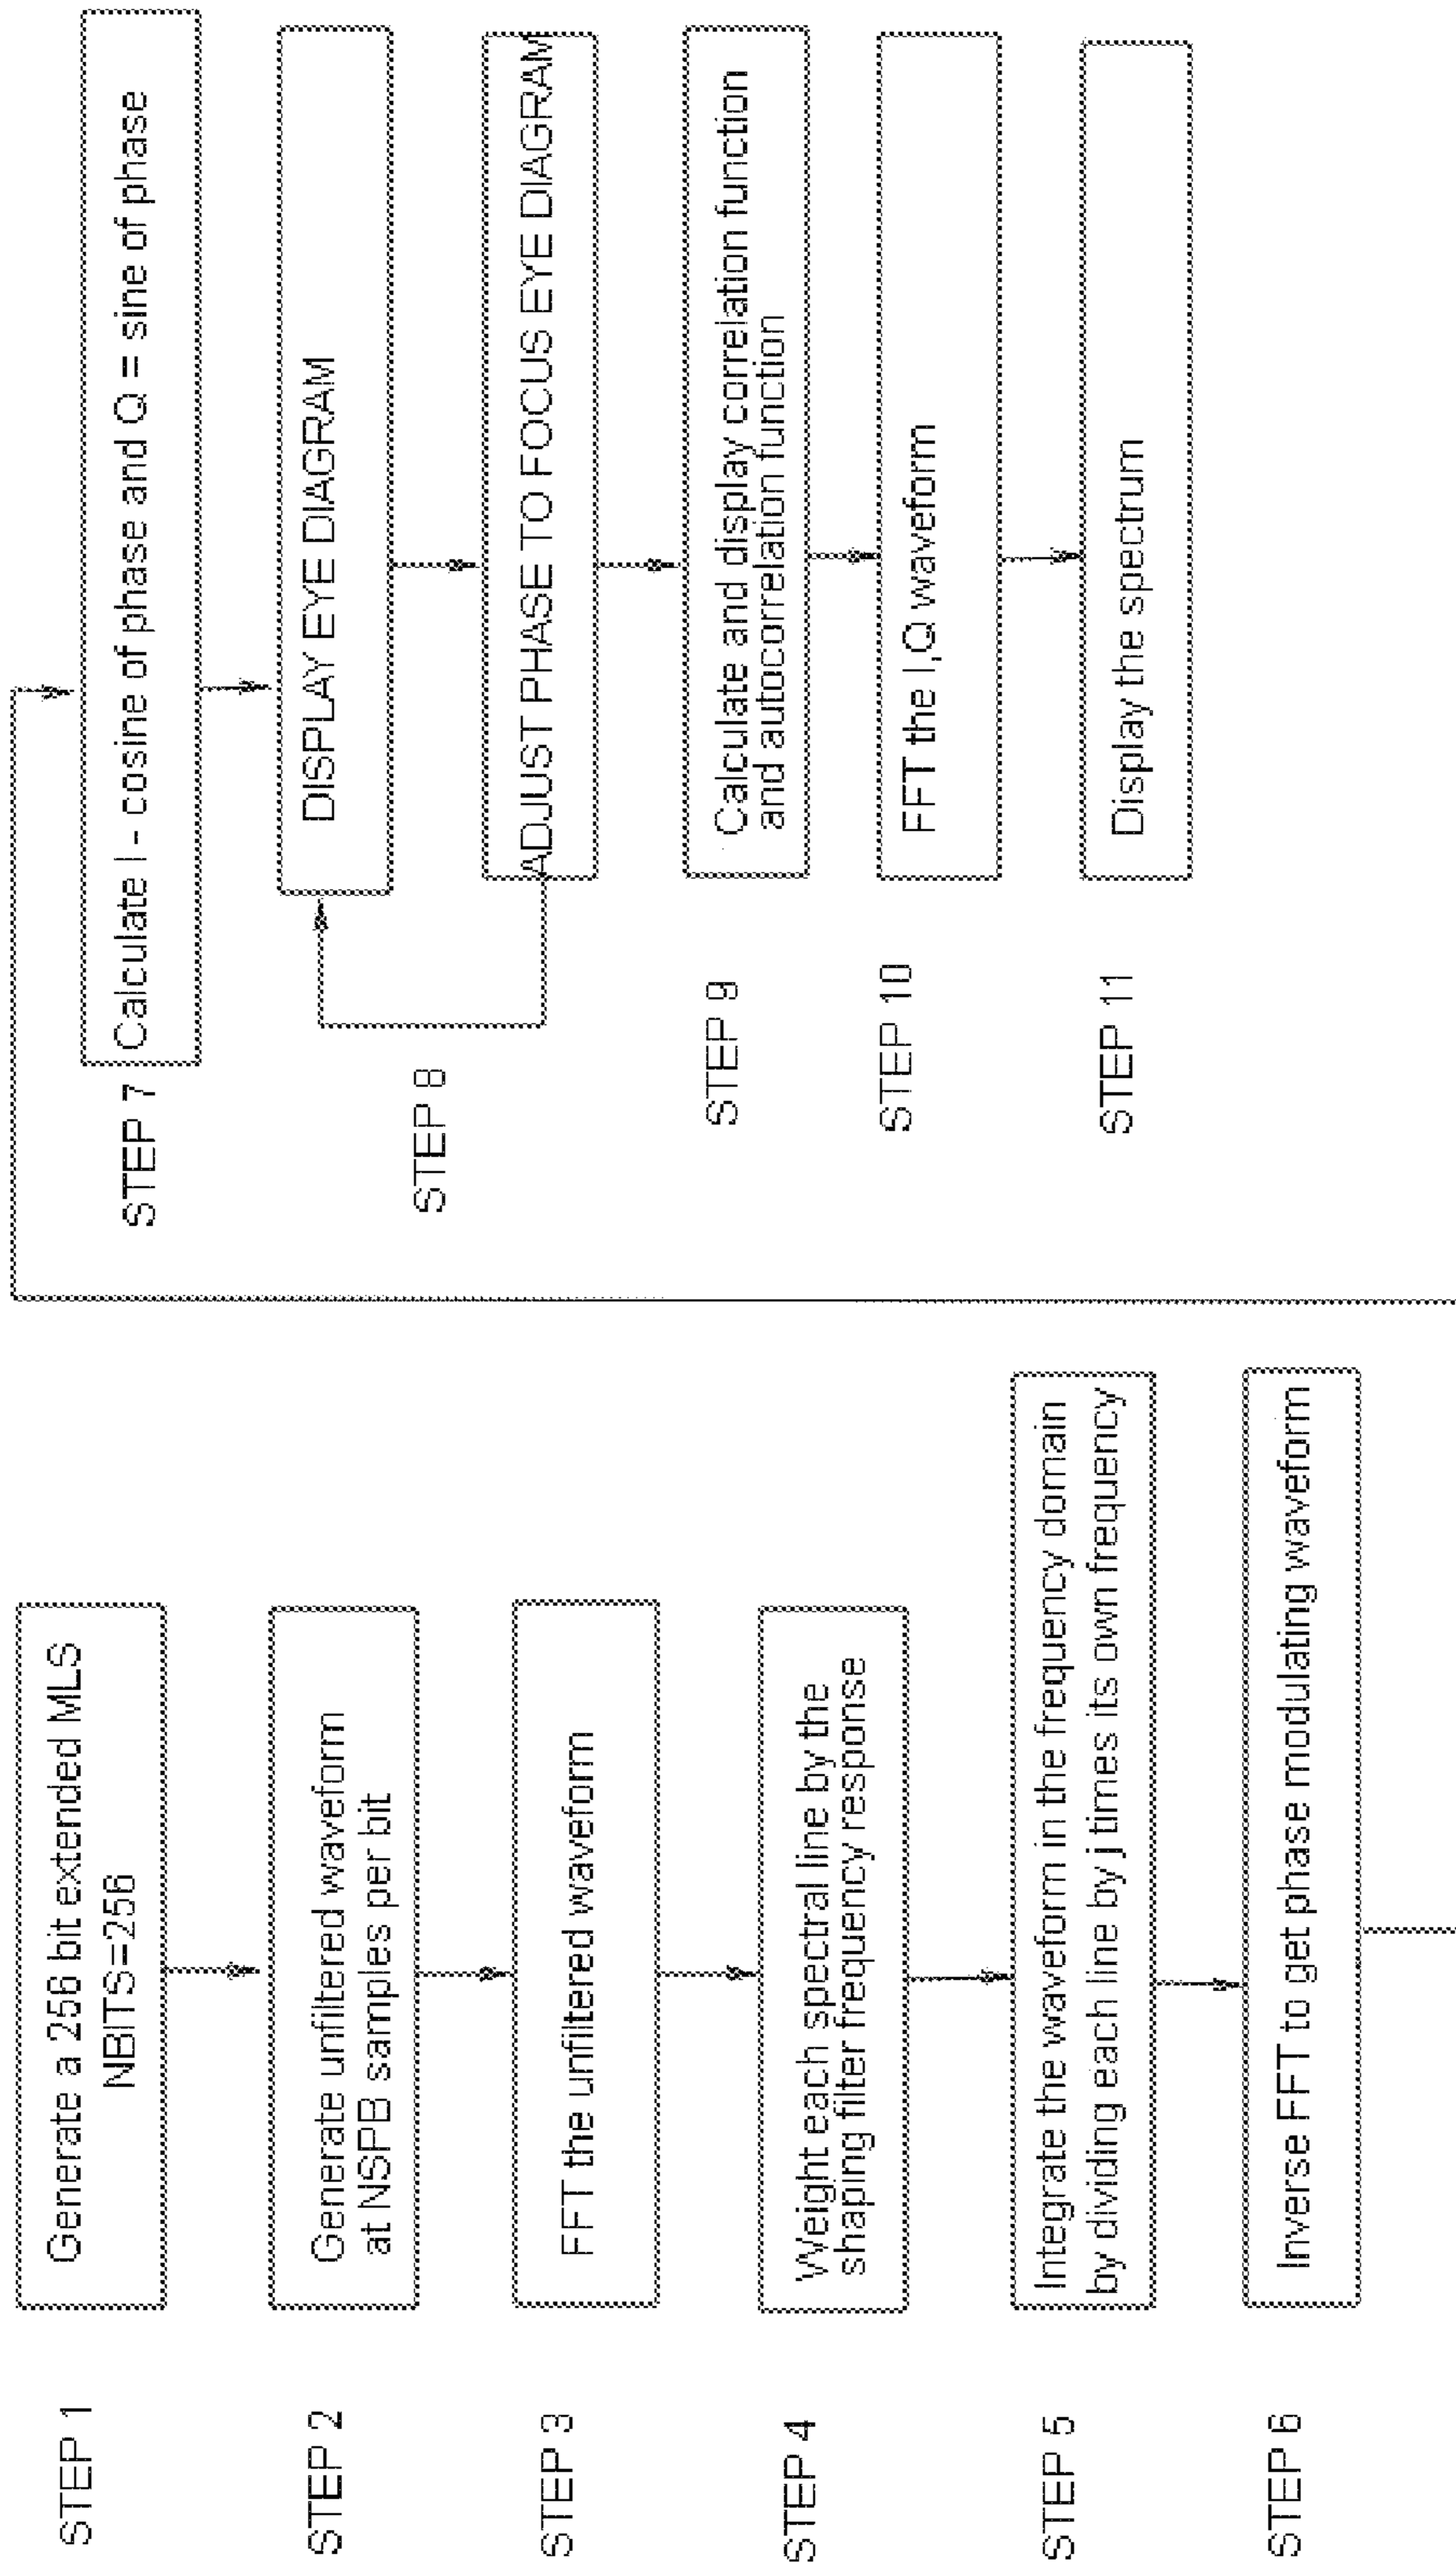 STEP 1
Generate a 256 bit extended MLS
NBITS=256
STEP 2
Generate unfiltered waveform
at NSPB samples per bit
STEP 3
FFT the unfiltered waveform
STEP 4
Weight each spectral line by the
shaping filter frequency response
STEP 5
Integrate the waveform in the frequency domain
by dividing each line by j times its own frequency
STEP 6
Inverse FFT to get phase modulating waveform
STEP 7
Calculate I - cosine of phase and Q = sine of phase
STEP 8
DISPLAY EYE DIAGRAM
ADJUST PHASE TO FOCUS EYE DIAGRAM
STEP 9
Calculate and display correlation function
and autocorrelation function
STEP 10
FFT the I,Q waveform
STEP 11
Display the spectrum